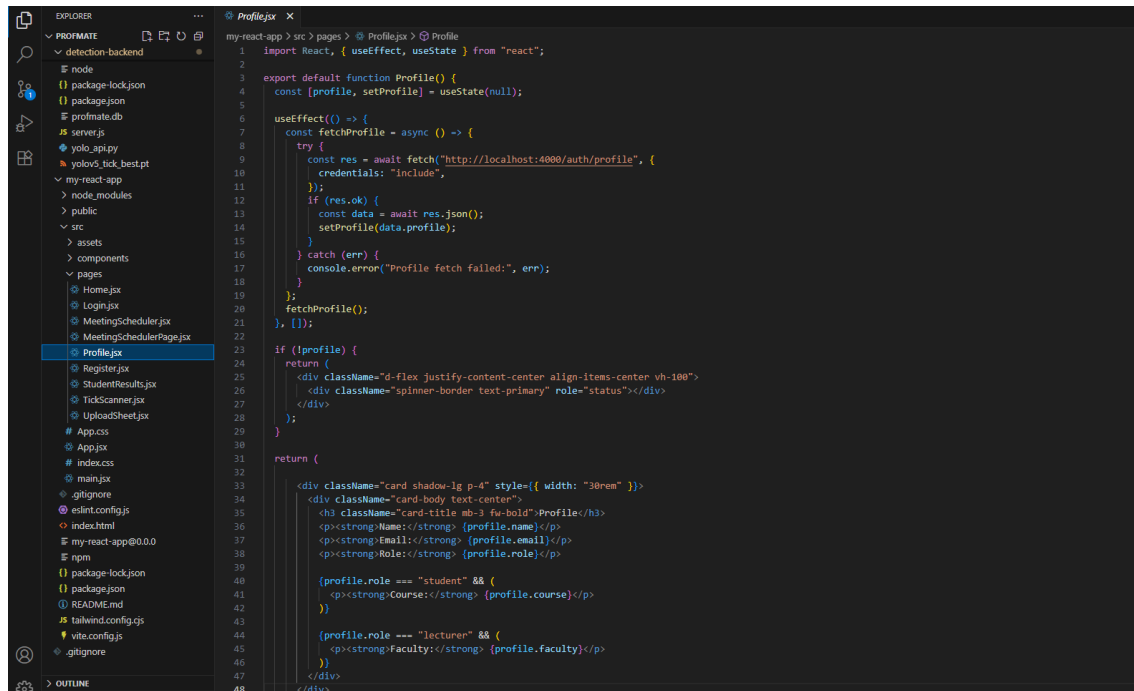 EXPLORER
PROFMATE
detection-backend
node
{} package-lock.json
{} package.json
profmate.db
JS server.js
yolo_api.py
yolov5_tick_best.pt
my-react-app
node_modules
public
src
assets
components
pages
Home.jsx
Login.jsx
MeetingScheduler.jsx
MeetingSchedulerPage.jsx
Profile.jsx
Register.jsx
StudentResults.jsx
TickScanner.jsx
UploadSheet.jsx
# App.css
App.jsx
# index.css
main.jsx
.gitignore
eslint.config.js
<> index.html
my-react-app@0.0.0
npm
{} package-lock.json
{} package.json
README.md
JS tailwind.config.cjs
vite.config.js
.gitignore
OUTLINE
1
Profile.jsx
my-react-app > src > pages > Profile.jsx > Profile
1 import React, { useEffect, useState } from "react";
2
3 export default function Profile() {
4 const [profile, setProfile] = useState(null);
5
6 useEffect(() => {
7 const fetchProfile = async () => {
8 try {
9 const res = await fetch("http://localhost:4000/auth/profile", {
10 credentials: "include",
11 });
12 if (res.ok) {
13 const data = await res.json();
14 setProfile(data.profile);
15 }
16 } catch (err) {
17 console.error("Profile fetch failed:", err);
18 }
19 };
20 fetchProfile();
21 }, []);
22
23 if (!profile) {
24 return (
25 <div className="d-flex justify-content-center align-items-center vh-100">
26 <div className="spinner-border text-primary" role="status"></div>
27 </div>
28 );
29 }
30
31 return (
32
33 <div className="card shadow-lg p-4" style={{ width: "30rem" }}>
34 <div className="card-body text-center">
35 <h3 className="card-title mb-3 fw-bold">Profile</h3>
36 <p><strong>Name:</strong> {profile.name}</p>
37 <p><strong>Email:</strong> {profile.email}</p>
38 <p><strong>Role:</strong> {profile.role}</p>
39
40 {profile.role === "student" && (
41 <p><strong>Course:</strong> {profile.course}</p>
42 )}
43
44 {profile.role === "lecturer" && (
45 <p><strong>Faculty:</strong> {profile.faculty}</p>
46 )}
47 </div>
48 </div>